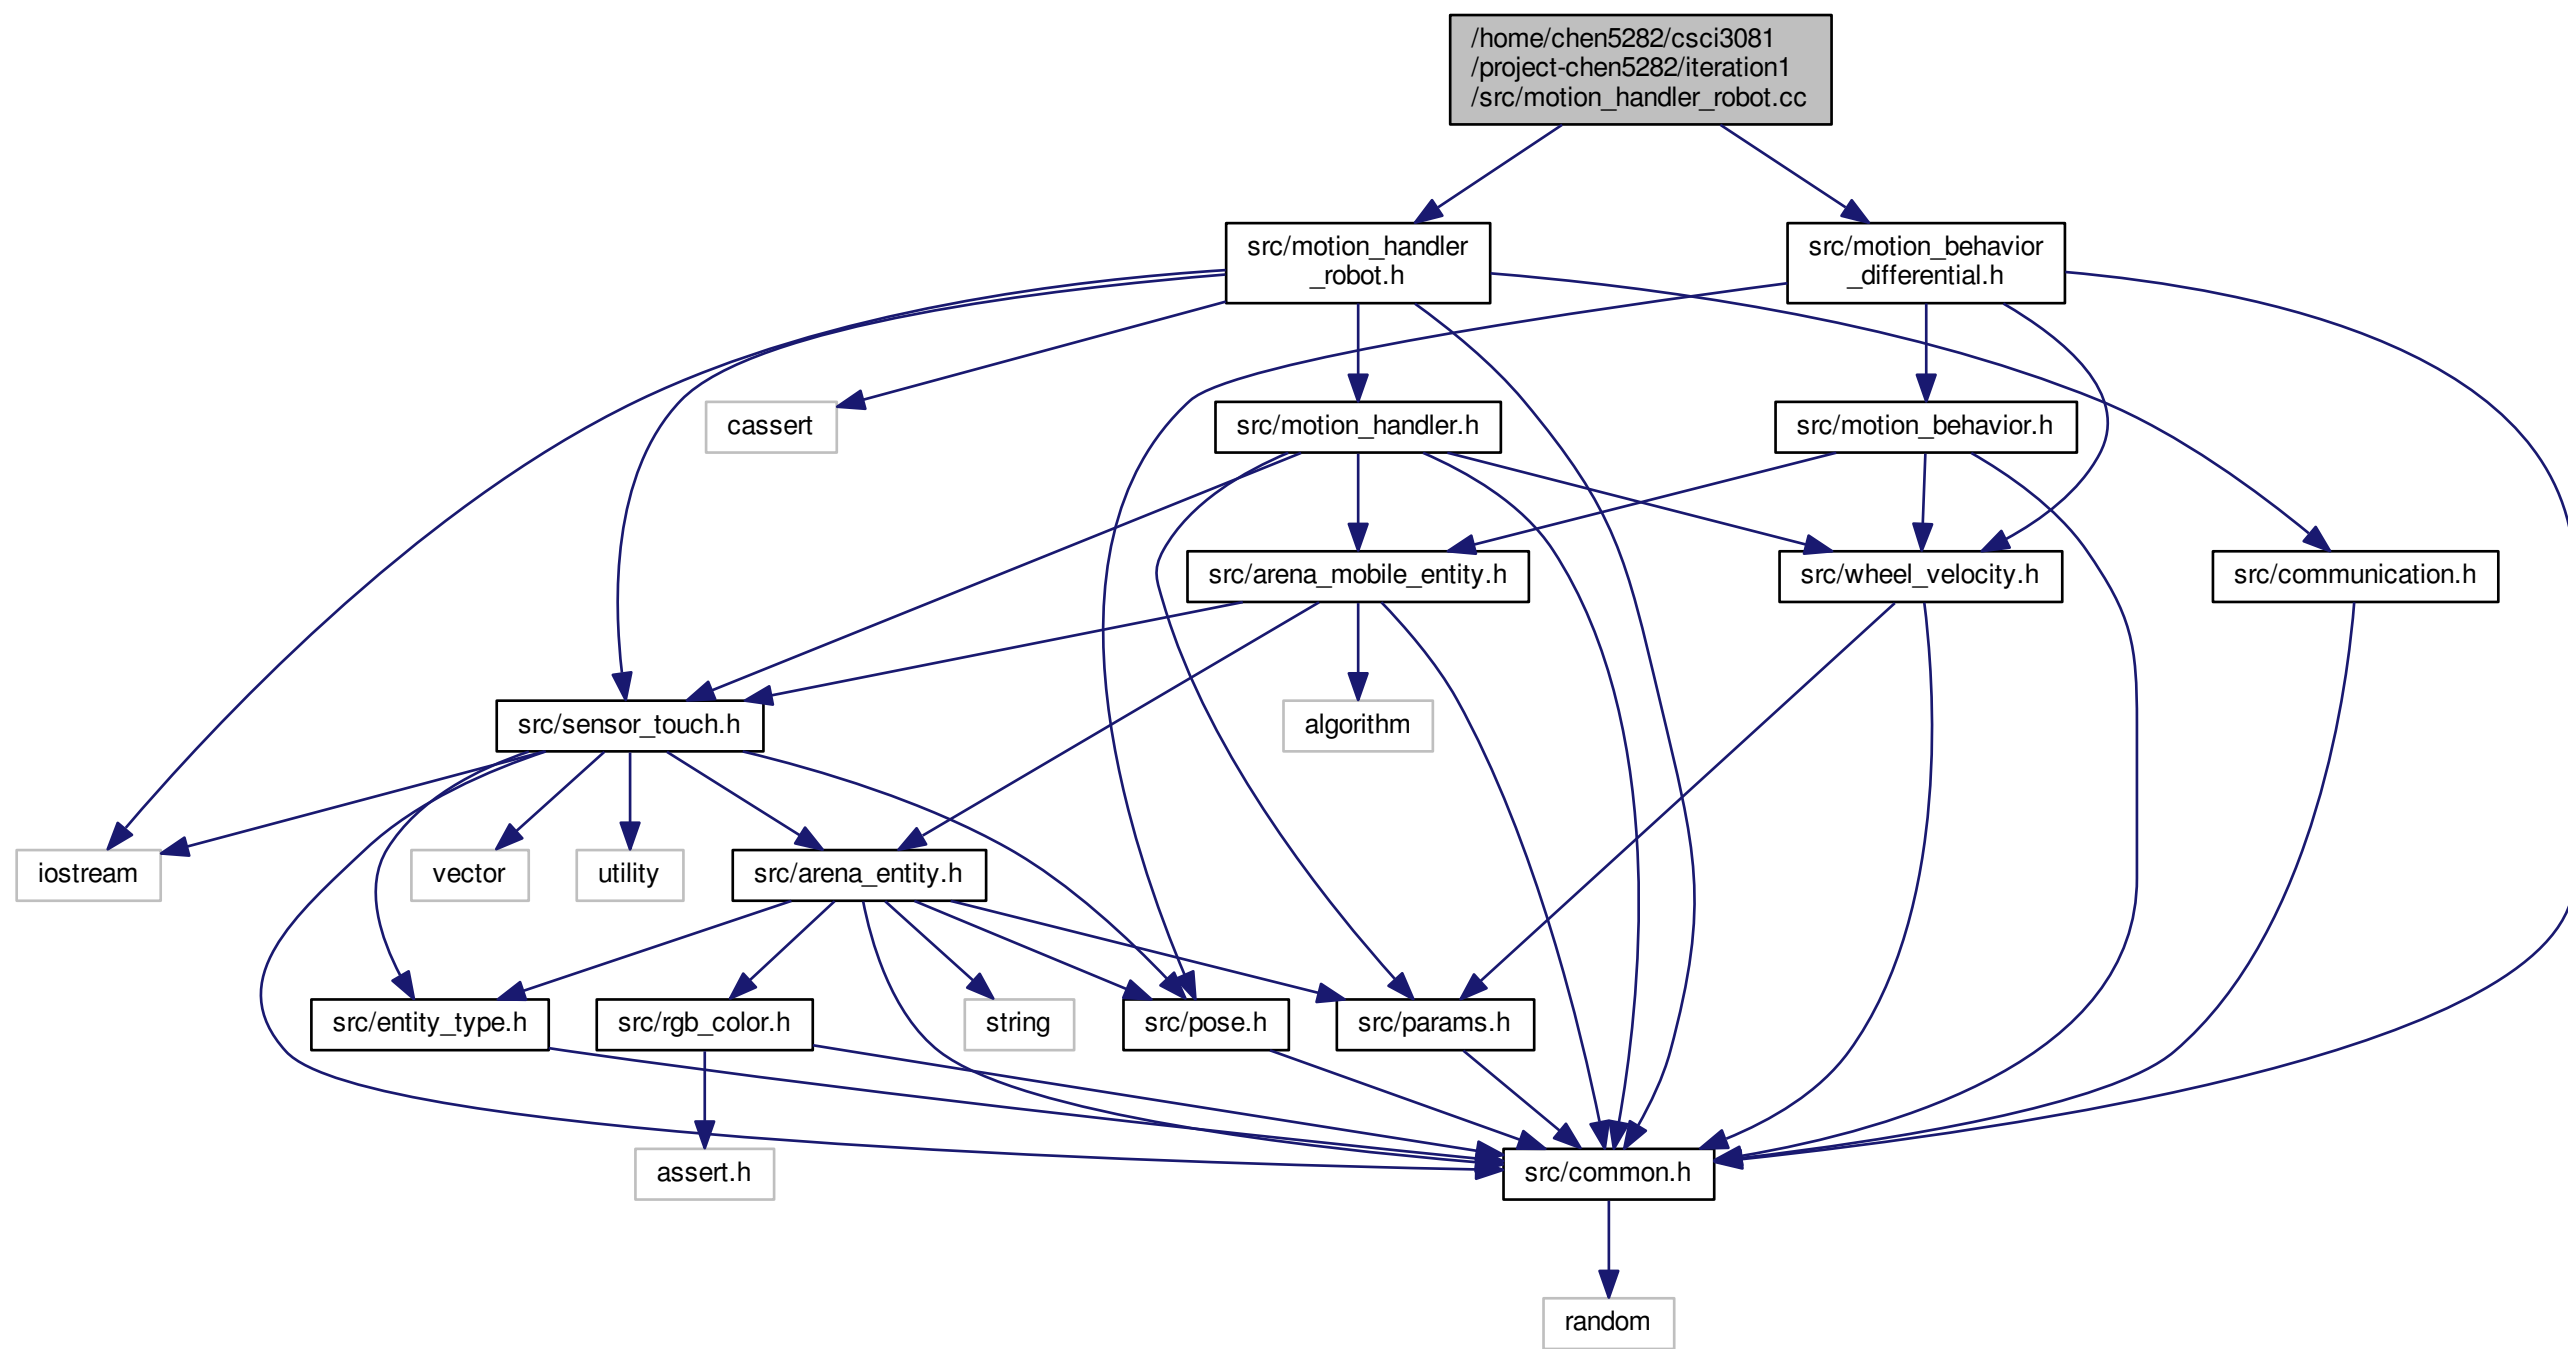 /home/chen5282/csci3081
/project-chen5282/iteration1
/src/motion_handler_robot.cc
src/motion_handler
_robot.h
src/motion_behavior
_differential.h
cassert
src/motion_handler.h
src/motion_behavior.h
src/arena_mobile_entity.h
src/wheel_velocity.h
src/communication.h
src/sensor_touch.h
algorithm
iostream
vector
utility
src/arena_entity.h
src/entity_type.h
src/rgb_color.h
string
src/pose.h
src/params.h
assert.h
src/common.h
random